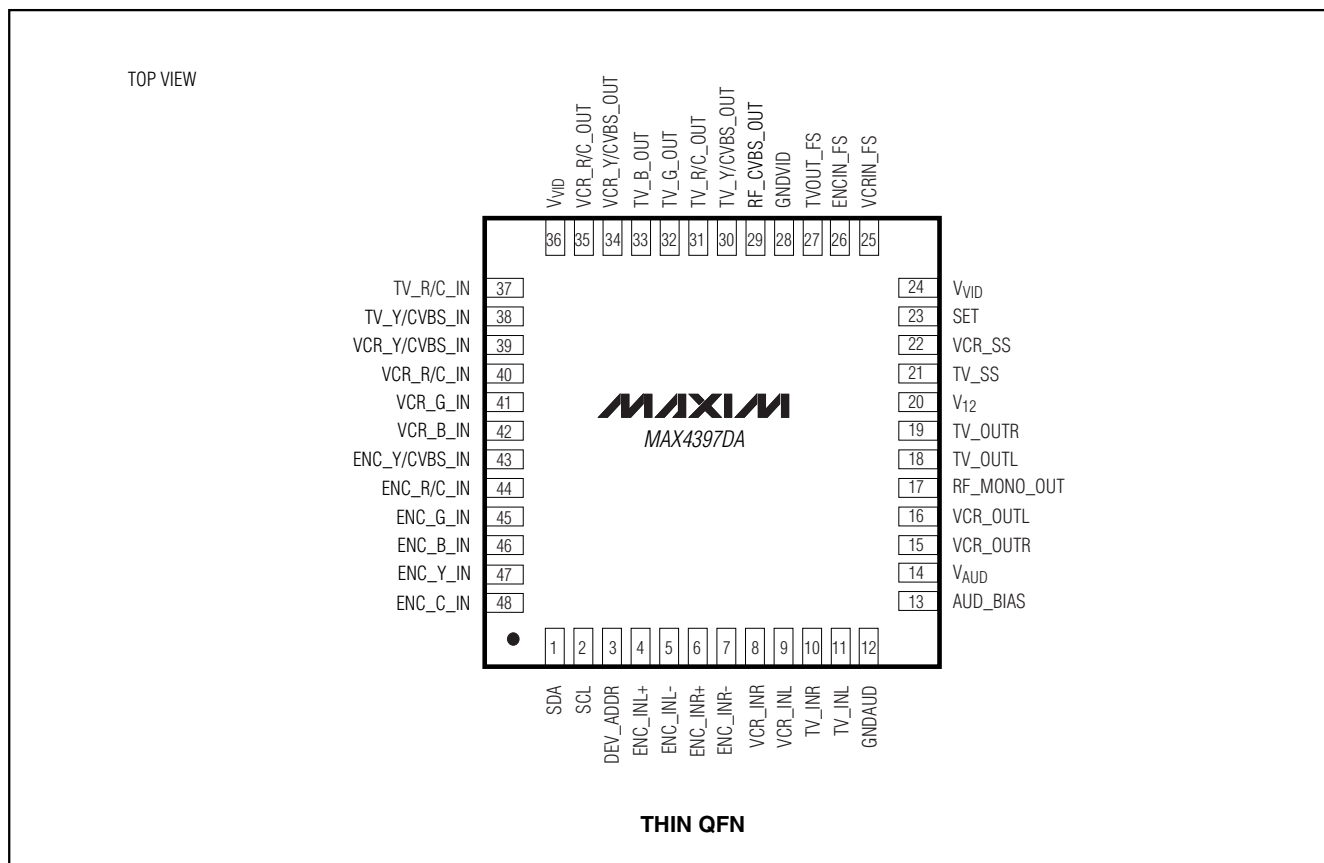 TOP VIEW
VVID
VCR_R/C_OUT
VCR_Y/CVBS_OUT
TV_B_OUT
TV_G_OUT
TV_R/C_OUT
TV_Y/CVBS_OUT
RF_CVBS_OUT
GNDVID
TVOUT_FS
ENCIN_FS
VCRIN_FS
36 35 34 33 32 31 30 29 28 27 26 25
TV_R/C_IN 37
TV_Y/CVBS_IN 38
VCR_Y/CVBS_IN 39
VCR_R/C_IN 40
VCR_G_IN 41
VCR_B_IN 42
ENC_Y/CVBS_IN 43
ENC_R/C_IN 44
ENC_G_IN 45
ENC_B_IN 46
ENC_Y_IN 47
ENC_C_IN 48
MAXIM
MAX4397DA
24 VVID
23 SET
22 VCR_SS
21 TV_SS
20 V12
19 TV_OUTR
18 TV_OUTL
17 RF_MONO_OUT
16 VCR_OUTL
15 VCR_OUTR
14 VAUD
13 AUD_BIAS
1 2 3 4 5 6 7 8 9 10 11 12
SDA
SCL
DEV_ADDR
ENC_INL+
ENC_INL-
ENC_INR+
ENC_INR-
VCR_INR
VCR_INL
TV_INR
TV_INL
GNDAUD
THIN QFN